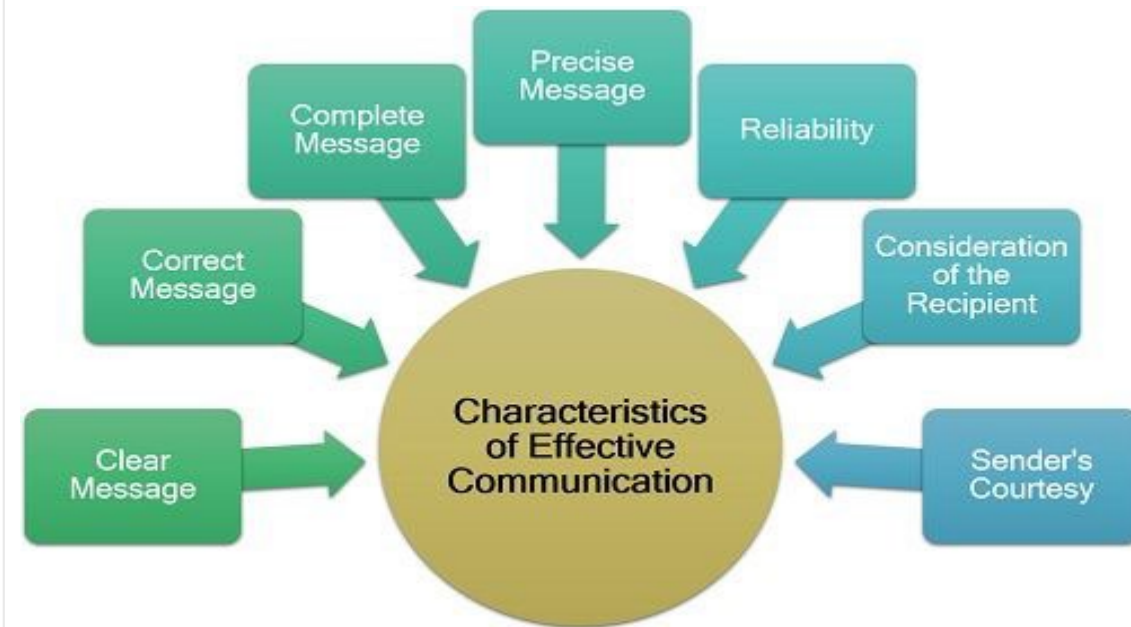 Clear
Message
Correct
Message
Complete
Message
Precise
Message
Reliability
Consideration
of the
Recipient
Sender's
Courtesy
Characteristics
of Effective
Communication